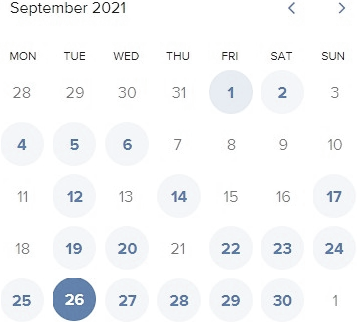 September 2021
MON TUE WED THU FRI SAT SUN
28 29 30 31 1 2 3
4 5 6 7 8 9 10
11 12 13 14 15 16 17
18 19 20 21 22 23 24
25 26 27 28 29 30 1